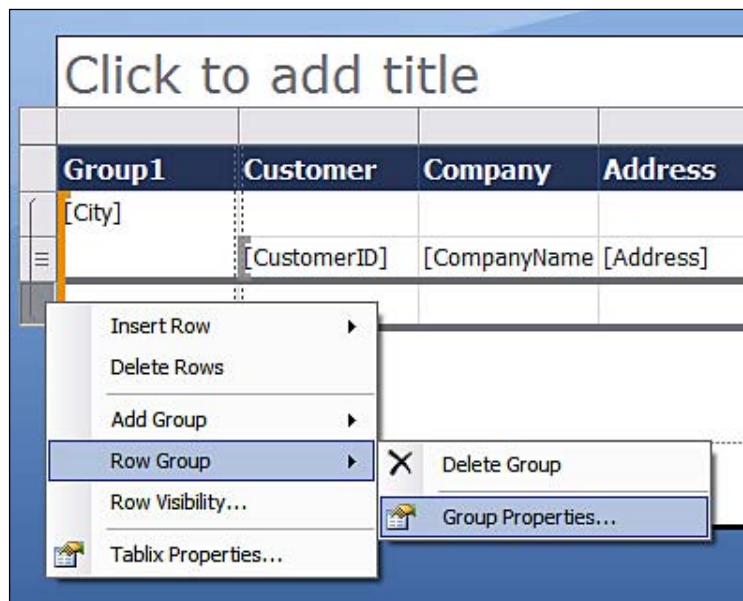 Click to add title
Group1 Customer Company Address
[City]
[CustomerID] [CompanyName [Address]
Insert Row
Delete Rows
Add Group
Row Group
Delete Group
Row Visibility...
Group Properties...
Tablix Properties...